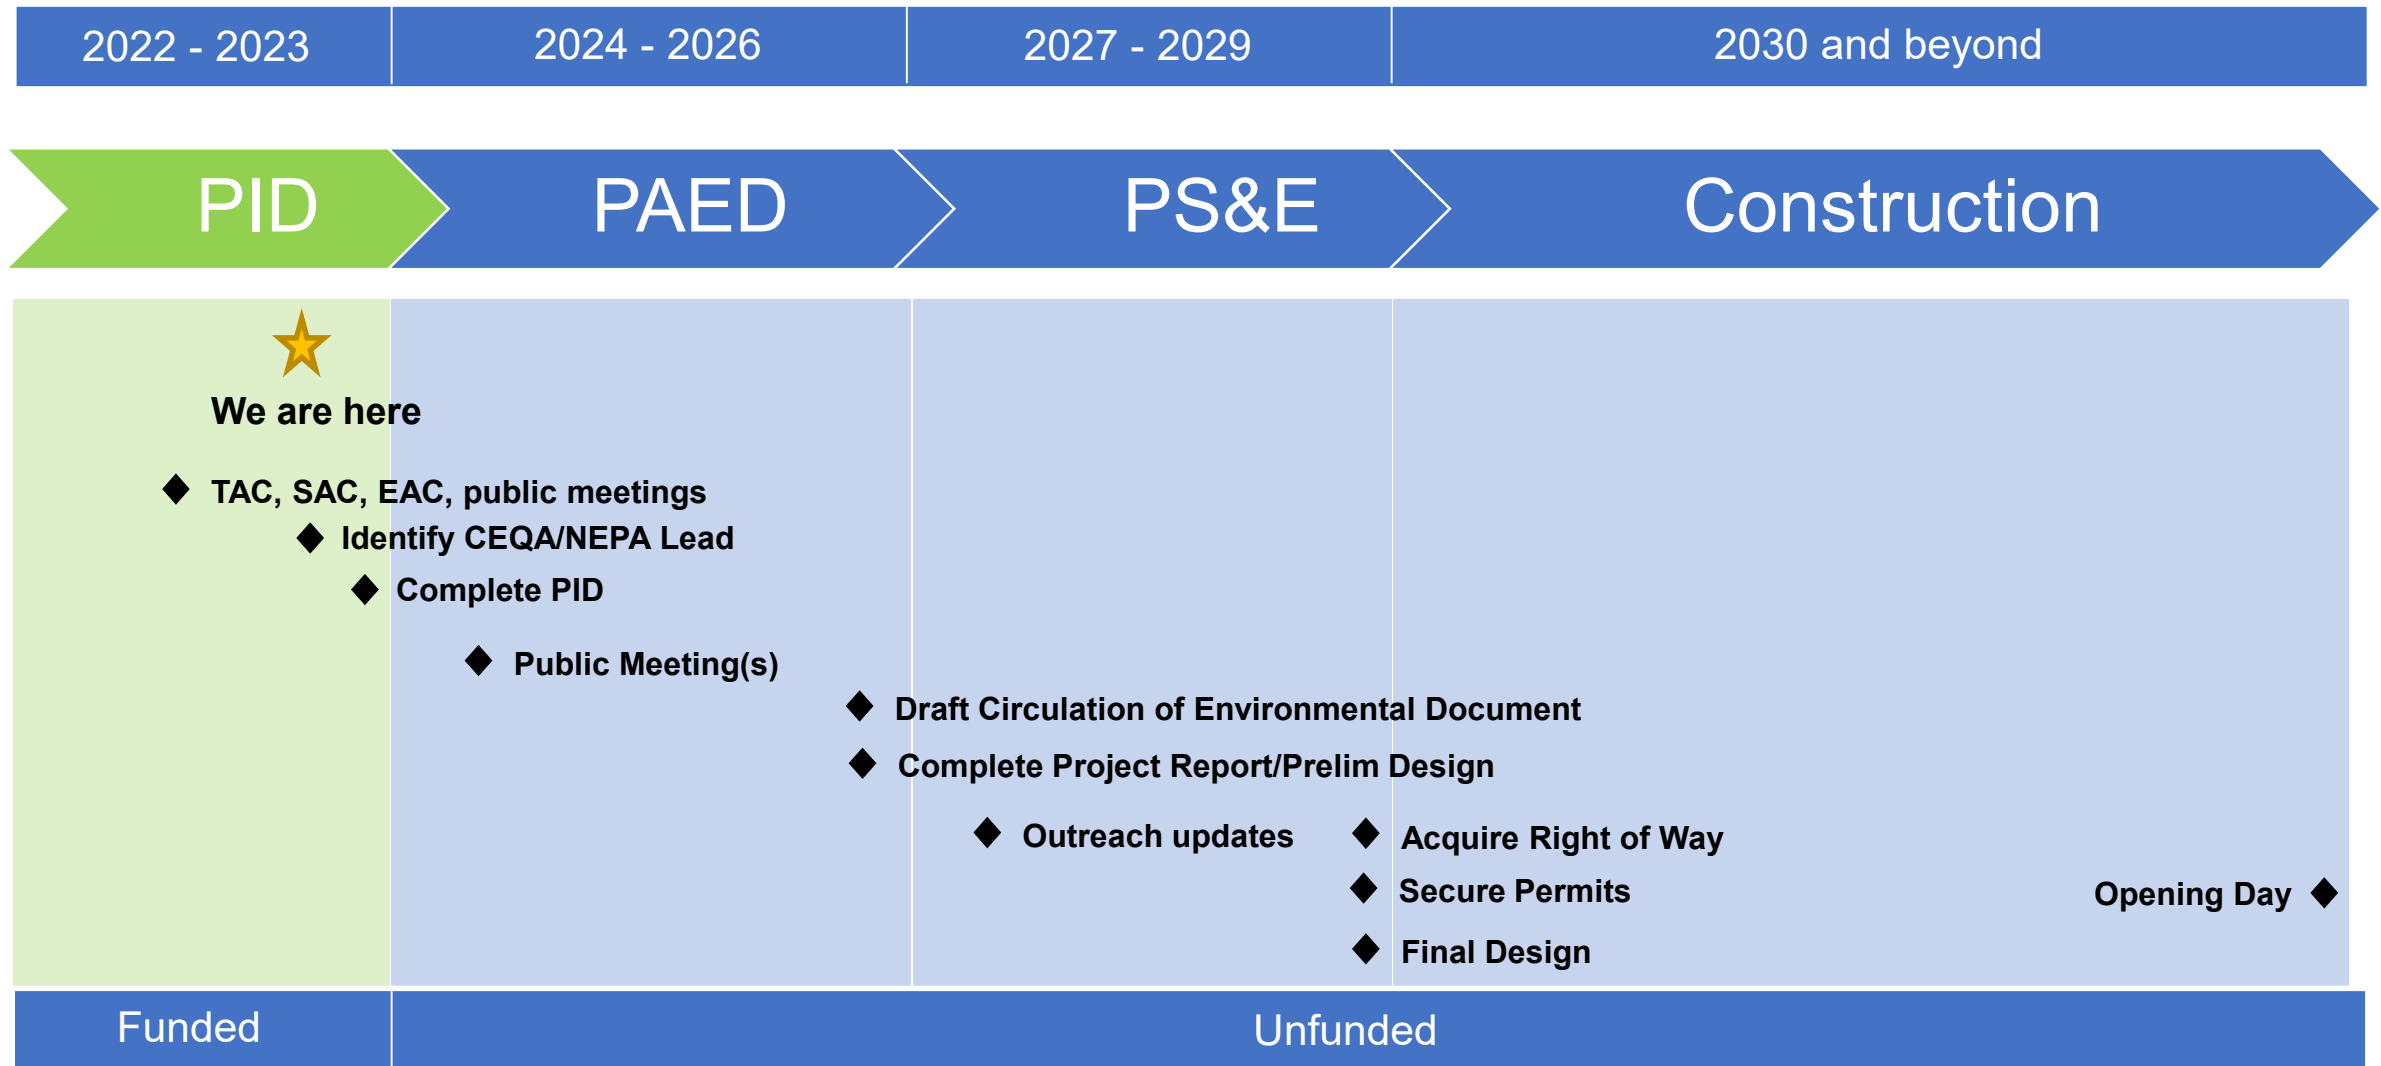 2022 - 2023
2024 - 2026
2027 - 2029
2030 and beyond
PID
PAED
PS&E
Construction
We are here
TAC, SAC, EAC, public meetings
Identify CEQA/NEPA Lead
Complete PID
Public Meeting(s)
Draft Circulation of Environmental Document
Complete Project Report/Prelim Design
Outreach updates
Acquire Right of Way
Secure Permits
Opening Day
Final Design
Funded
Unfunded